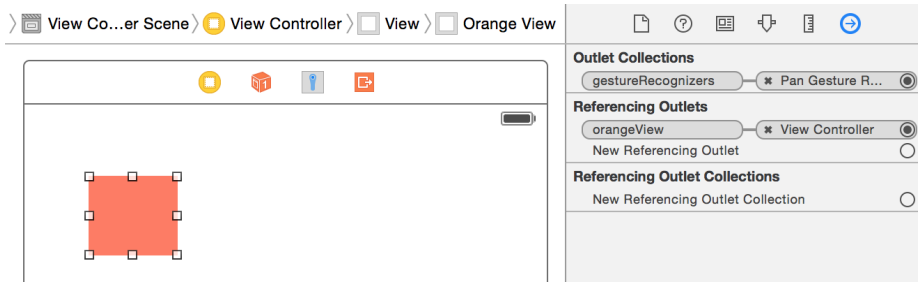 View Co...er Scene View Controller View Orange View
Outlet Collections
gestureRecognizers Pan Gesture R...
Referencing Outlets
orangeView View Controller
New Referencing Outlet
Referencing Outlet Collections
New Referencing Outlet Collection